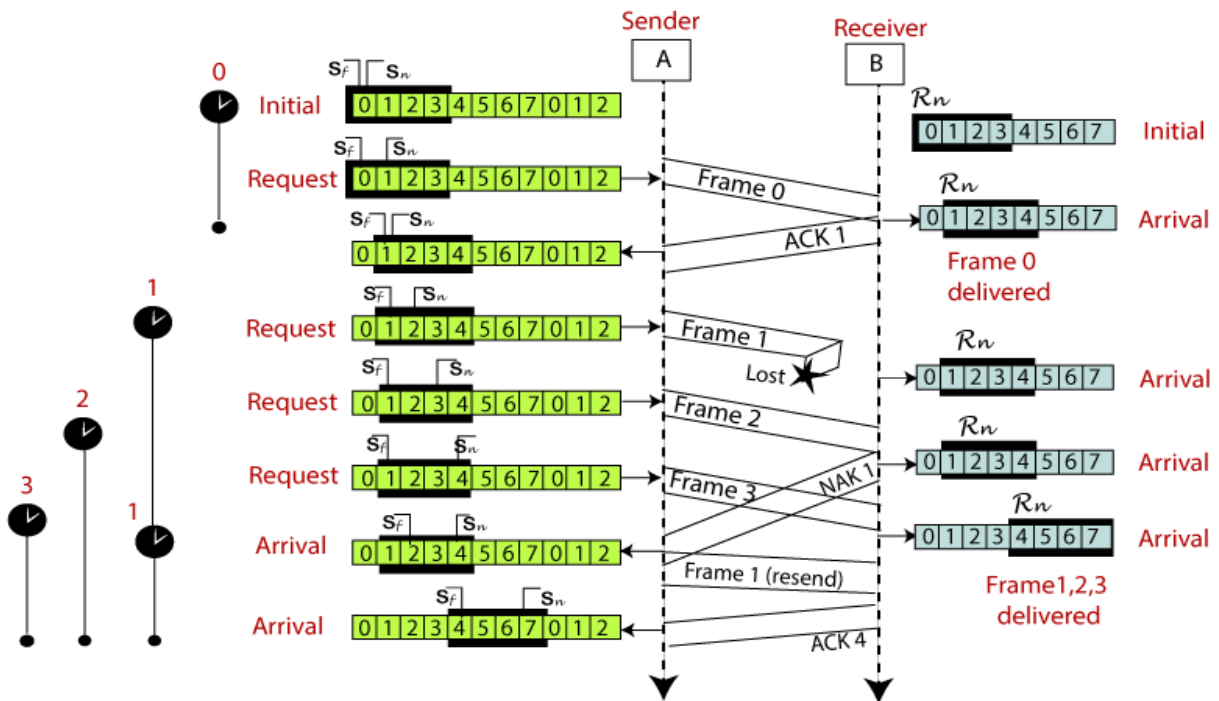 Sender
Receiver
A
B
0
Sf Sn
Initial
0 1 2 3 4 5 6 7 0 1 2
Rn
0 1 2 3 4 5 6 7
Initial
Sf Sn
Request
0 1 2 3 4 5 6 7 0 1 2
Frame 0
Rn
0 1 2 3 4 5 6 7
Arrival
Sf Sn
0 1 2 3 4 5 6 7 0 1 2
ACK 1
Frame 0
delivered
1
Sf Sn
Request
0 1 2 3 4 5 6 7 0 1 2
Frame 1
Lost
Rn
0 1 2 3 4 5 6 7
Arrival
2
Sf Sn
Request
0 1 2 3 4 5 6 7 0 1 2
Frame 2
Rn
0 1 2 3 4 5 6 7
Arrival
3
Sf Sn
Request
0 1 2 3 4 5 6 7 0 1 2
Frame 3
NAK 1
Rn
0 1 2 3 4 5 6 7
Arrival
1
Sf Sn
Arrival
0 1 2 3 4 5 6 7 0 1 2
Frame 1 (resend)
Frame1,2,3
delivered
Sf Sn
Arrival
0 1 2 3 4 5 6 7 0 1 2
ACK 4